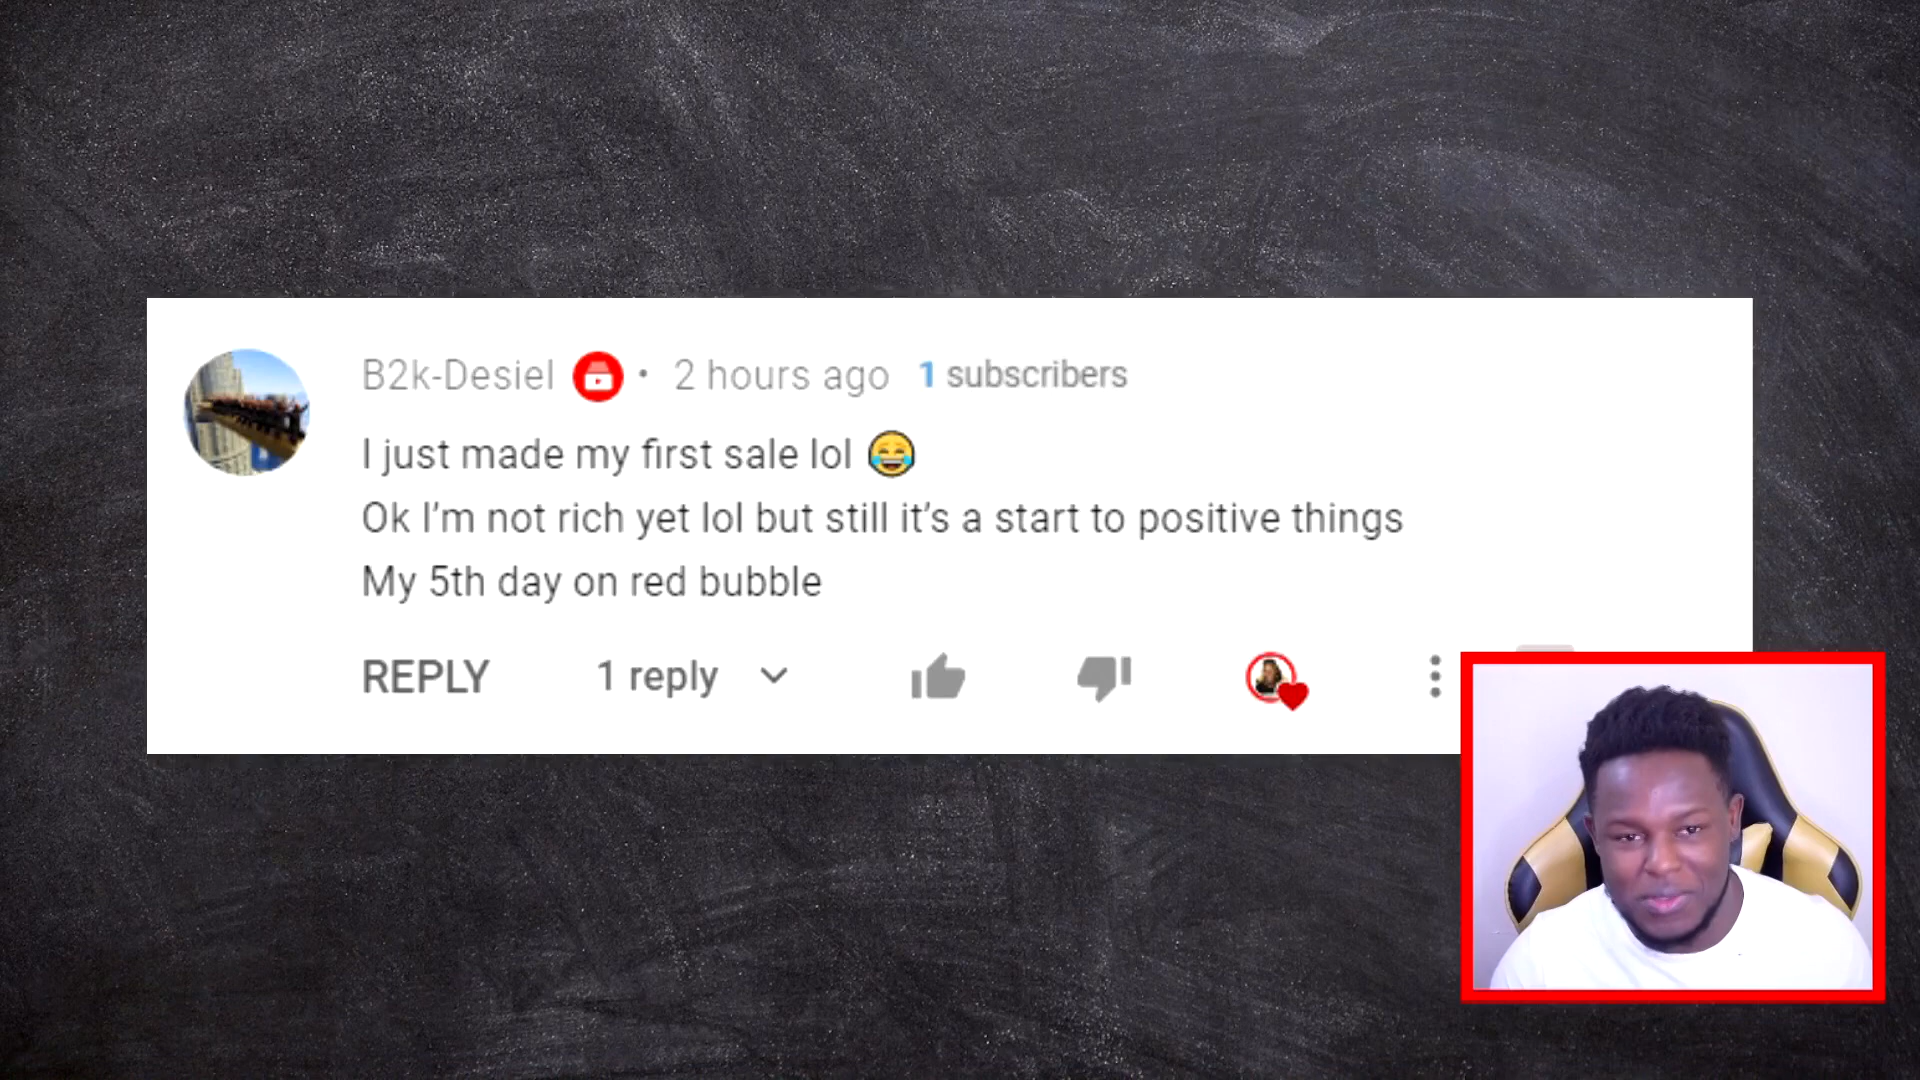 B2k-Desiel • 2 hours ago 1 subscribers
I just made my first sale lol 😂
Ok I'm not rich yet lol but still it's a start to positive things
My 5th day on red bubble
REPLY 1 reply